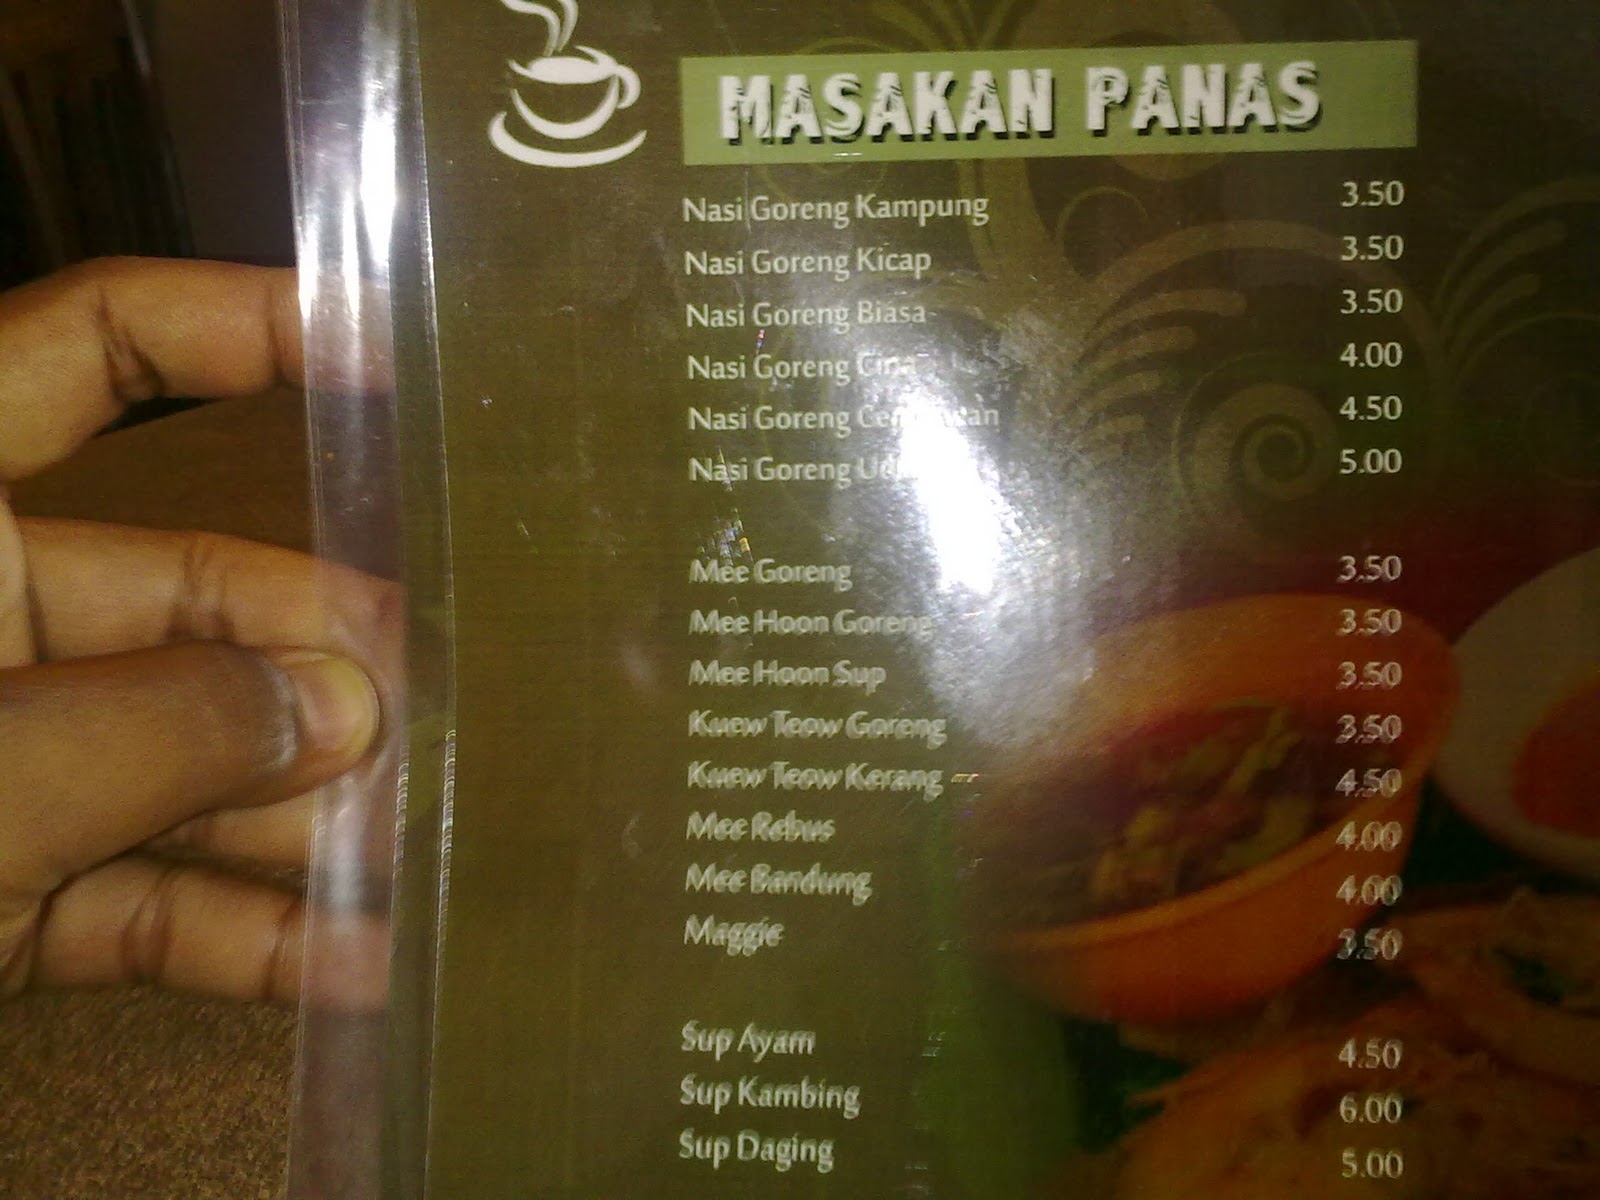 MASAKAN PANAS
Nasi Goreng Kampung 3.50
Nasi Goreng Kicap 3.50
Nasi Goreng Biasa 3.50
Nasi Goreng Cina 4.00
Nasi Goreng 4.50
Nasi Goreng 5.00
Mee Goreng 3.50
Mee Hoon Goreng 3.50
Mee Hoon Sup 3.50
Kuew Teow Goreng 3.50
Kuew Teow Kerang 4.50
Mee Rebus 4.00
Mee Bandung 4.00
Maggie 3.50
Sup Ayam 4.50
Sup Kambing 6.00
Sup Daging 5.00